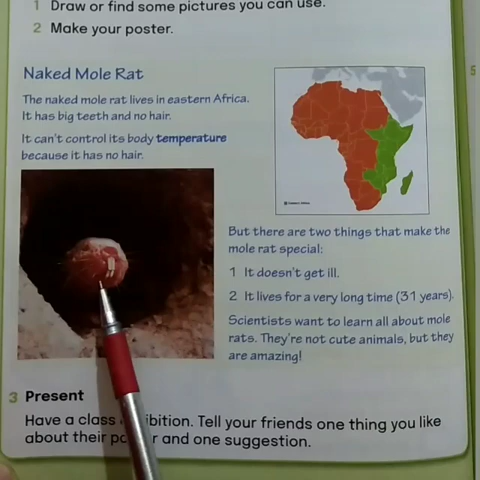 1 Draw or find some pictures you can use.
2 Make your poster.
Naked Mole Rat
The naked mole rat lives in eastern Africa.
It has big teeth and no hair.
It can't control its body temperature
because it has no hair.
But there are two things that make the
mole rat special:
1 It doesn't get ill.
2 It lives for a very long time (31 years).
Scientists want to learn all about mole
rats. They're not cute animals, but they
are amazing!
3 Present
Have a class ibition. Tell your friends one thing you like
about their po r and one suggestion.
5